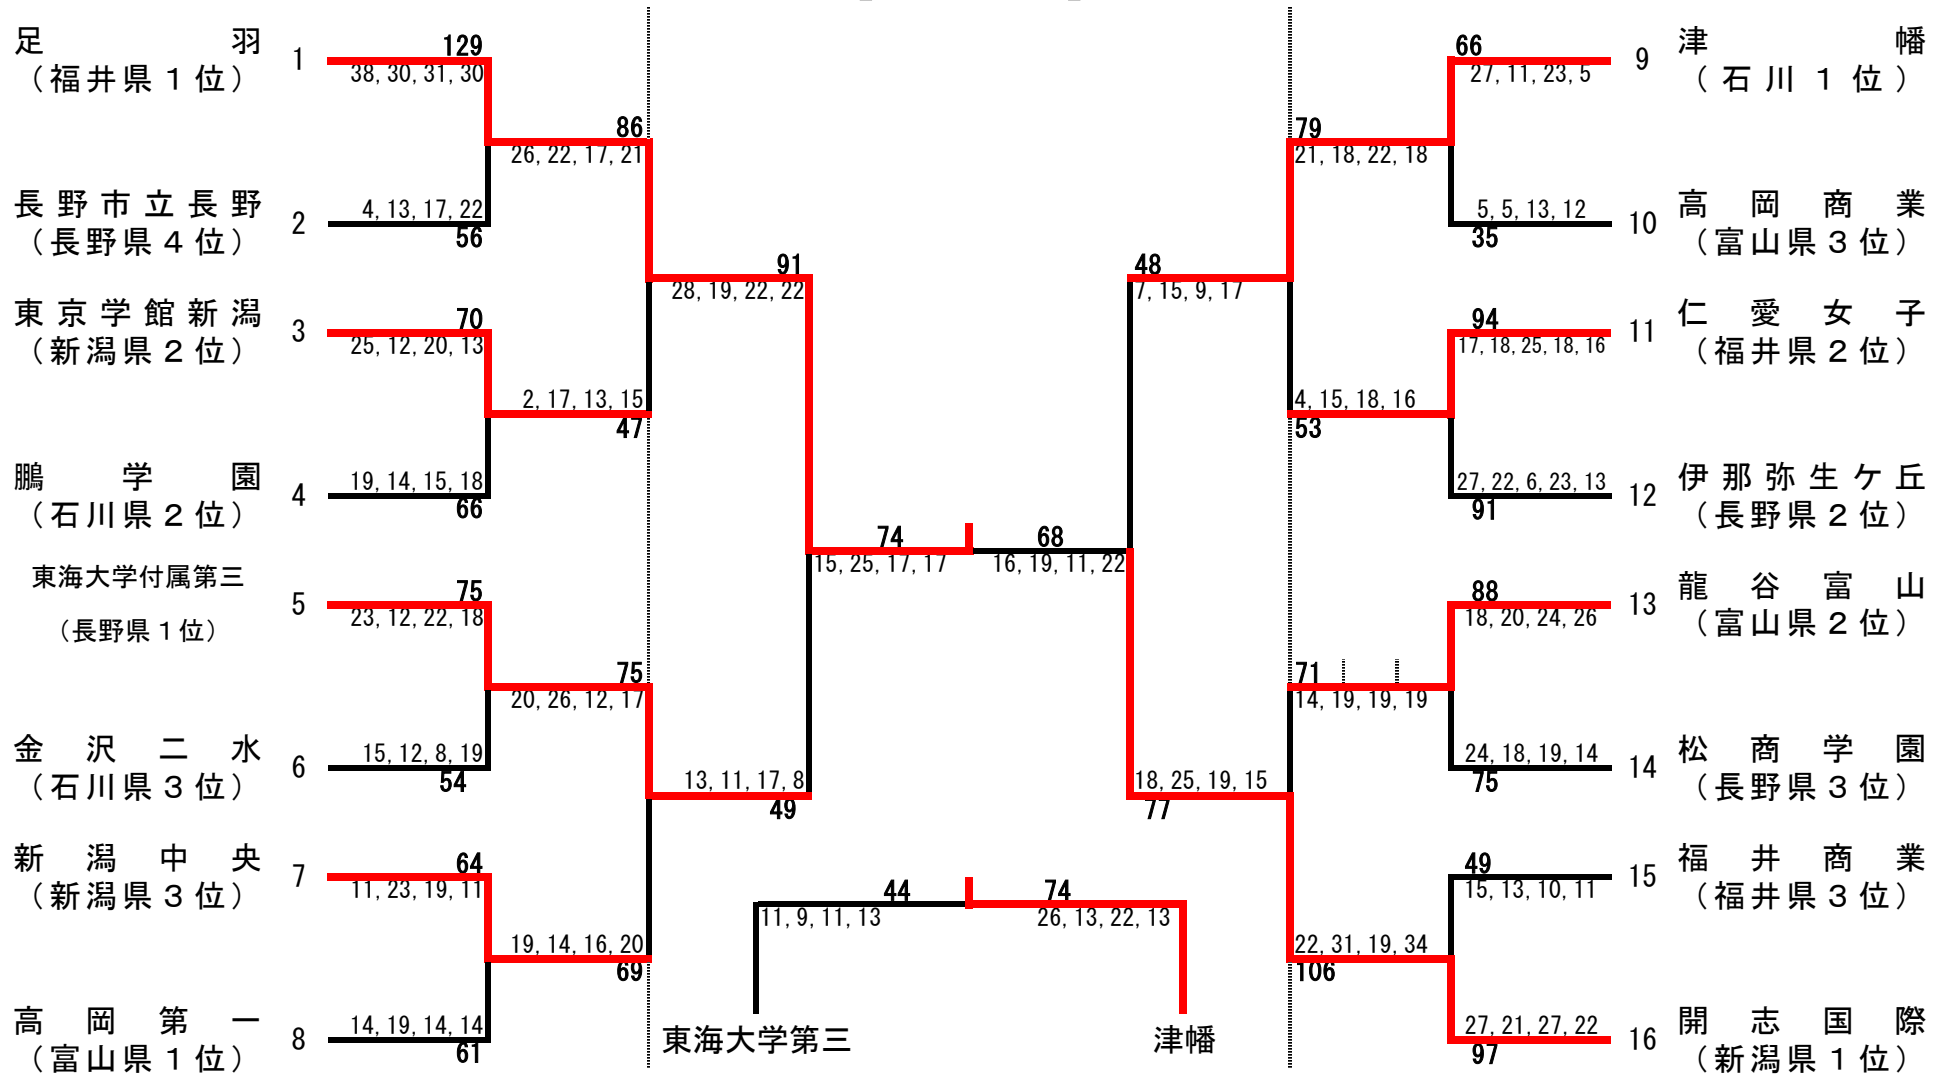 足羽
（福井県１位）
1
129
38, 30, 31, 30
長野市立長野
（長野県４位）
2
4, 13, 17, 22
56
86
26, 22, 17, 21
東京学館新潟
（新潟県２位）
3
70
25, 12, 20, 13
鵬学園
（石川県２位）
4
19, 14, 15, 18
66
2, 17, 13, 15
47
91
28, 19, 22, 22
東海大学付属第三
（長野県１位）
5
75
23, 12, 22, 18
金沢二水
（石川県３位）
6
15, 12, 8, 19
54
75
20, 26, 12, 17
新潟中央
（新潟県３位）
7
64
11, 23, 19, 11
高岡第一
（富山県１位）
8
14, 19, 14, 14
61
19, 14, 16, 20
69
13, 11, 17, 8
49
74
15, 25, 17, 17
68
16, 19, 11, 22
44
11, 9, 11, 13
東海大学第三
74
26, 13, 22, 13
津幡
48
7, 15, 9, 17
18, 25, 19, 15
77
79
21, 18, 22, 18
66
27, 11, 23, 5
9
津幡
（石川１位）
5, 5, 13, 12
35
10
高岡商業
（富山県３位）
4, 15, 18, 16
53
94
17, 18, 25, 18, 16
11
仁愛女子
（福井県２位）
27, 22, 6, 23, 13
91
12
伊那弥生ケ丘
（長野県２位）
71
14, 19, 19, 19
88
18, 20, 24, 26
13
龍谷富山
（富山県２位）
24, 18, 19, 14
75
14
松商学園
（長野県３位）
22, 31, 19, 34
106
49
15, 13, 10, 11
15
福井商業
（福井県３位）
27, 21, 27, 22
97
16
開志国際
（新潟県１位）